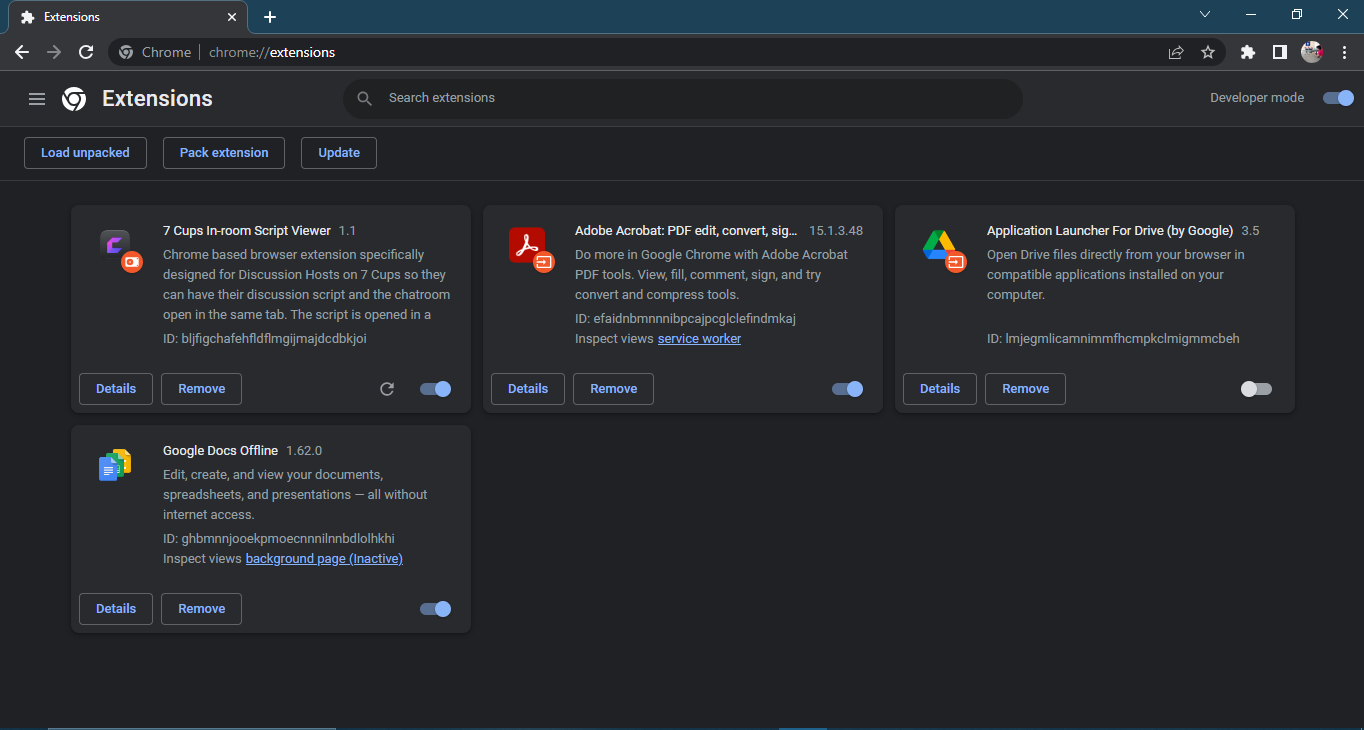 Extensions
Chrome
chrome://extensions
Extensions
Search extensions
Developer mode
Load unpacked
Pack extension
Update
7 Cups In-room Script Viewer 1.1
Chrome based browser extension specifically
designed for Discussion Hosts on 7 Cups so they
can have their discussion script and the chatroom
open in the same tab. The script is opened in a
ID: bljfigchafehfldflmgijmajdcdbkjoi
Details
Remove
Adobe Acrobat: PDF edit, convert, sig... 15.1.3.48
Do more in Google Chrome with Adobe Acrobat
PDF tools. View, fill, comment, sign, and try
convert and compress tools.
ID: efaidnbmnnnibpcajpcglclefindmkaj
Inspect views service worker
Details
Remove
Application Launcher For Drive (by Google) 3.5
Open Drive files directly from your browser in
compatible applications installed on your
computer.
ID: lmjegmlicamnimmfhcmpkclmigmmcbeh
Details
Remove
Google Docs Offline 1.62.0
Edit, create, and view your documents,
spreadsheets, and presentations — all without
internet access.
ID: ghbmnnjooekpmoecnnnilnnbdlolhkhi
Inspect views background page (Inactive)
Details
Remove